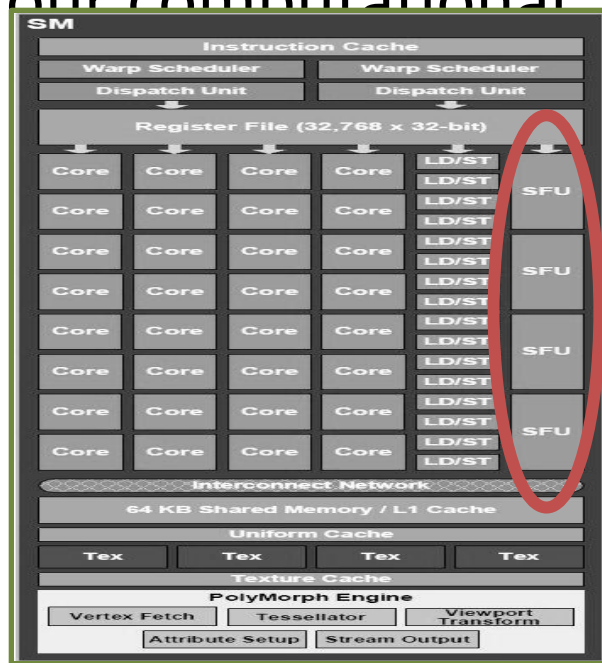 our computational
SM
Instruction Cache
Warp Scheduler Warp Scheduler
Dispatch Unit Dispatch Unit
Register File (32,768 x 32-bit)
Core Core Core Core LD/ST LD/ST SFU
Core Core Core Core LD/ST LD/ST
Core Core Core Core LD/ST LD/ST SFU
Core Core Core Core LD/ST LD/ST
Core Core Core Core LD/ST LD/ST SFU
Core Core Core Core LD/ST LD/ST
Core Core Core Core LD/ST LD/ST SFU
Core Core Core Core LD/ST LD/ST
Interconnect Network
64 KB Shared Memory / L1 Cache
Uniform Cache
Tex Tex Tex Tex
Texture Cache
PolyMorph Engine
Vertex Fetch Tessellator Viewport Transform
Attribute Setup Stream Output